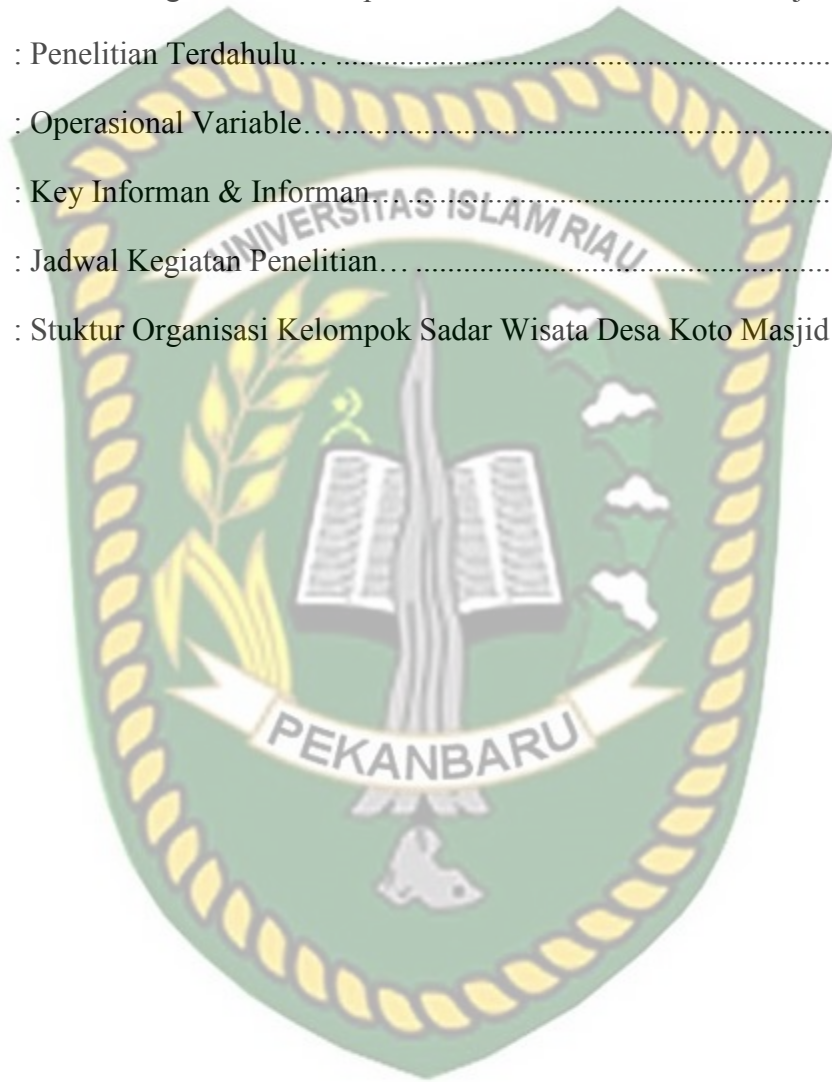 : Penelitian Terdahulu… ...............................................................
: Operasional Variable…...............................................................
: Key Informan & Informan… ....................................................
UNIVERSITAS ISLAM RIAU
: Jadwal Kegiatan Penelitian… ....................................................
: Stuktur Organisasi Kelompok Sadar Wisata Desa Koto Masjid
PEKANBARU